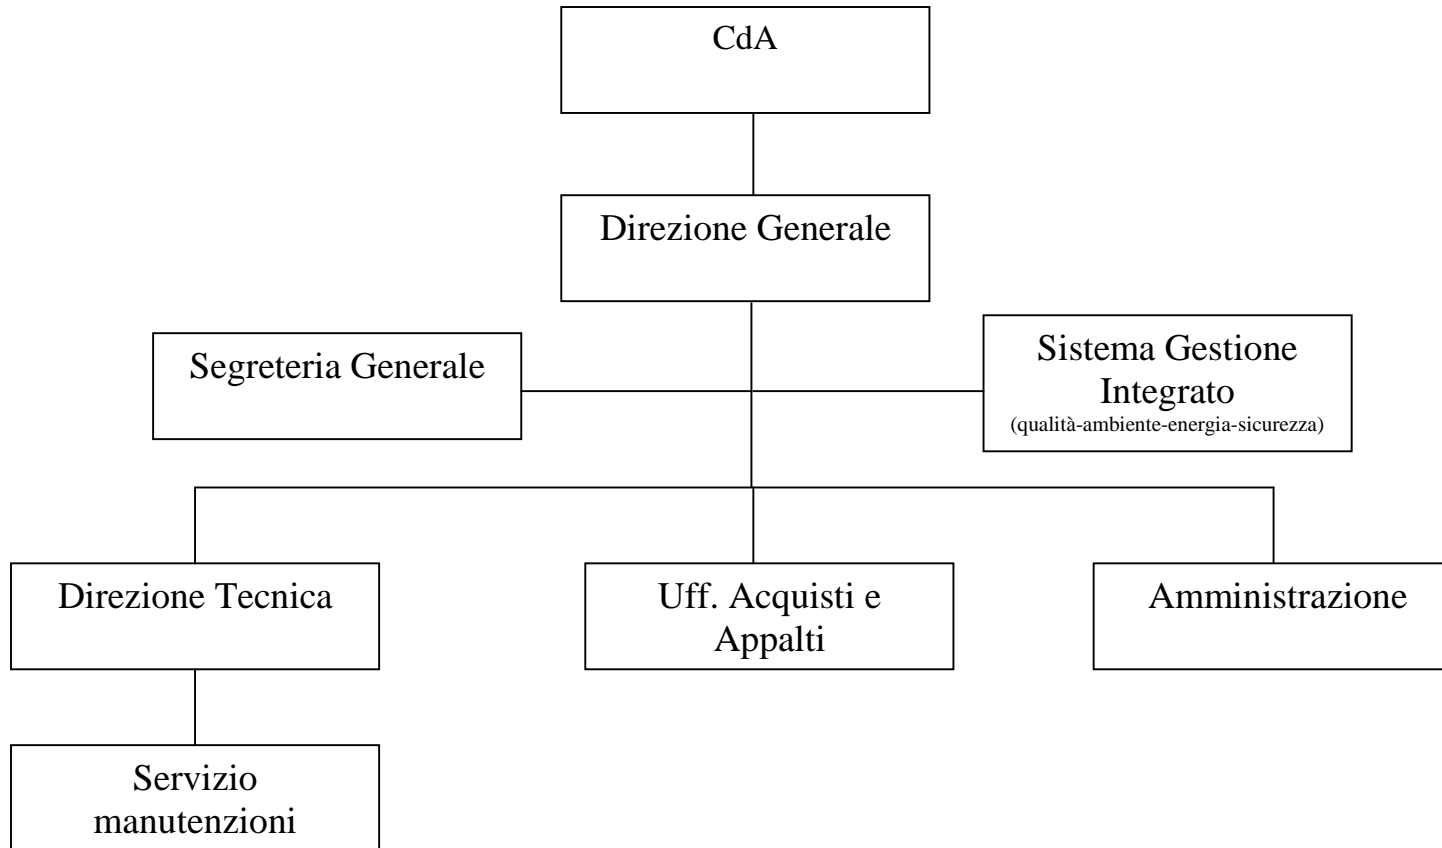 CdA
Direzione Generale
Segreteria Generale
Sistema Gestione
Integrato
(qualità-ambiente-energia-sicurezza)
Direzione Tecnica
Uff. Acquisti e
Appalti
Amministrazione
Servizio
manutenzioni